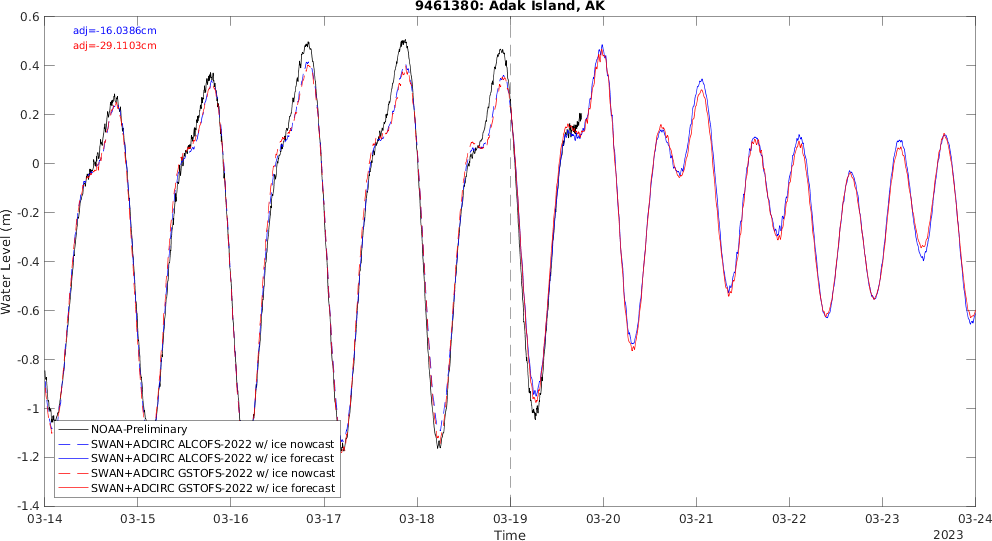 9461380: Adak Island, AK
adj=-16.0386cm
adj=-29.1103cm
0.6
0.4
0.2
0
-0.2
-0.4
-0.6
-0.8
-1
-1.2
-1.4
Water Level (m)
NOAA-Preliminary
SWAN+ADCIRC ALCOFS-2022 w/ ice nowcast
SWAN+ADCIRC ALCOFS-2022 w/ ice forecast
SWAN+ADCIRC GSTOFS-2022 w/ ice nowcast
SWAN+ADCIRC GSTOFS-2022 w/ ice forecast
03-14 03-15 03-16 03-17 03-18 03-19 03-20 03-21 03-22 03-23 03-24
Time
2023